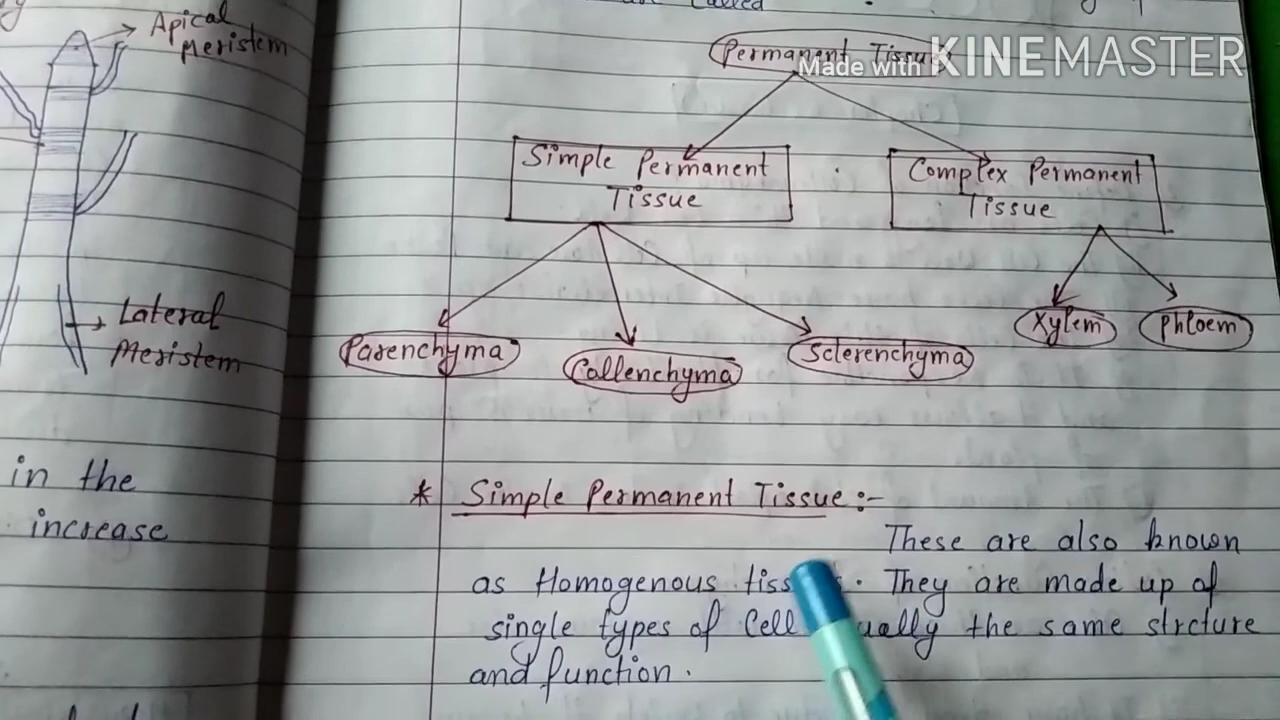 Apical
Meristem
Lateral
Meristem
in the
increase
called
Permanent Tissue
Made with KINEMASTER
Simple Permanent
Tissue
Complex Permanent
Tissue
Parenchyma
Collenchyma
Sclerenchyma
Xylem
Phloem
* Simple Permanent Tissue :-
These are also known
as Homogenous . They are made up of
single types of Cell the same strcture
and function.